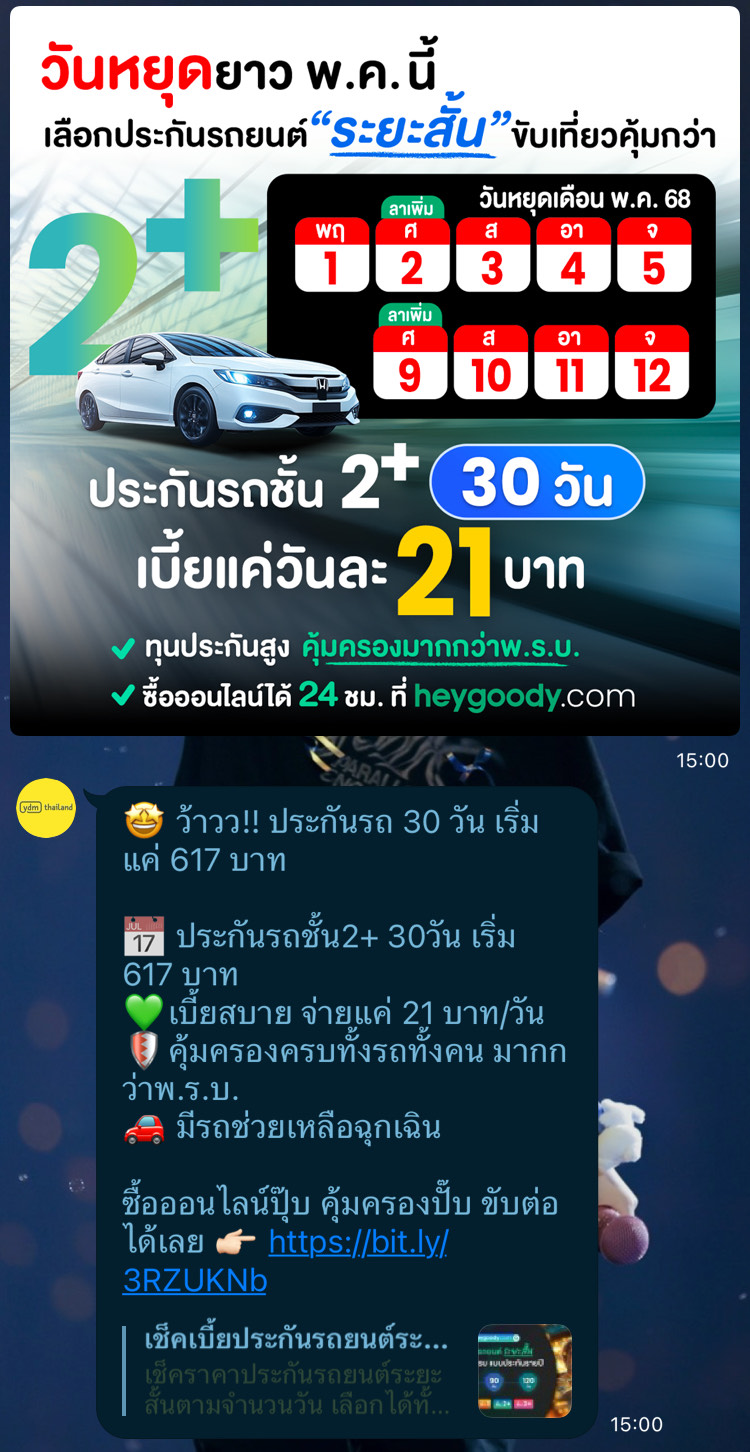 วันหยุดยาว พ.ค.นี้
เลือกประกันรถยนต์“ระยะสั้น”ขับเที่ยวคุ้มกว่า
2+
วันหยุดเดือน พ.ค. 68
ลาเพิ่ม
พฤ ศ ส อา จ
1 2 3 4 5
ลาเพิ่ม
ศ ส อา จ
9 10 11 12
ประกันรถชั้น 2+ 30 วัน
เบี้ยแค่วันละ 21 บาท
✓ ทุนประกันสูง คุ้มครองมากกว่าพ.ร.บ.
✓ ซื้อออนไลน์ได้ 24 ชม. ที่ heygoody.com
15:00
ydm thailand
🤩 ว้าวว!! ประกันรถ 30 วัน เริ่ม
แค่ 617 บาท
📅 ประกันรถชั้น2+ 30วัน เริ่ม
617 บาท
💚เบี้ยสบาย จ่ายแค่ 21 บาท/วัน
🛡 คุ้มครองครบทั้งรถทั้งคน มากก
ว่าพ.ร.บ.
🚗 มีรถช่วยเหลือฉุกเฉิน
ซื้อออนไลน์ปุ๊บ คุ้มครองปั๊บ ขับต่อ
ได้เลย 👉🏻 https://bit.ly/
3RZUKNb
เช็คเบี้ยประกันรถยนต์ระ...
เช็คราคาประกันรถยนต์ระยะ
สั้นตามจำนวนวัน เลือกได้ทั้...
90 120
15:00